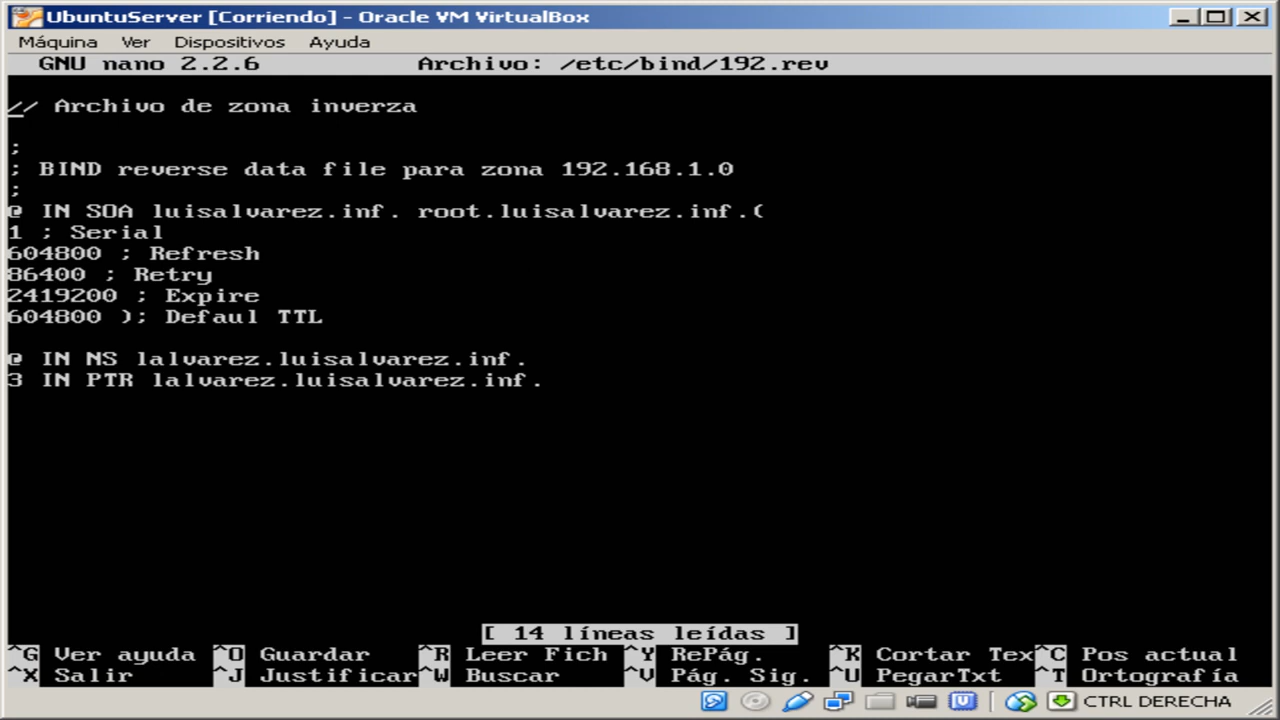 UbuntuServer [Corriendo] - Oracle VM VirtualBox
Máquina Ver Dispositivos Ayuda
GNU nano 2.2.6 Archivo: /etc/bind/192.rev
// Archivo de zona inverza
;
; BIND reverse data file para zona 192.168.1.0
;
@ IN SOA luisalvarez.inf. root.luisalvarez.inf.(
1 ; Serial
604800 ; Refresh
86400 ; Retry
2419200 ; Expire
604800 ); Defaul TTL
@ IN NS lalvarez.luisalvarez.inf.
3 IN PTR lalvarez.luisalvarez.inf.
[ 14 líneas leídas ]
^G Ver ayuda ^O Guardar ^R Leer Fich ^Y RePág. ^K Cortar Tex ^C Pos actual
^X Salir ^J Justificar ^W Buscar ^V Pág. Sig. ^U PegarTxt ^T Ortografía
CTRL DERECHA